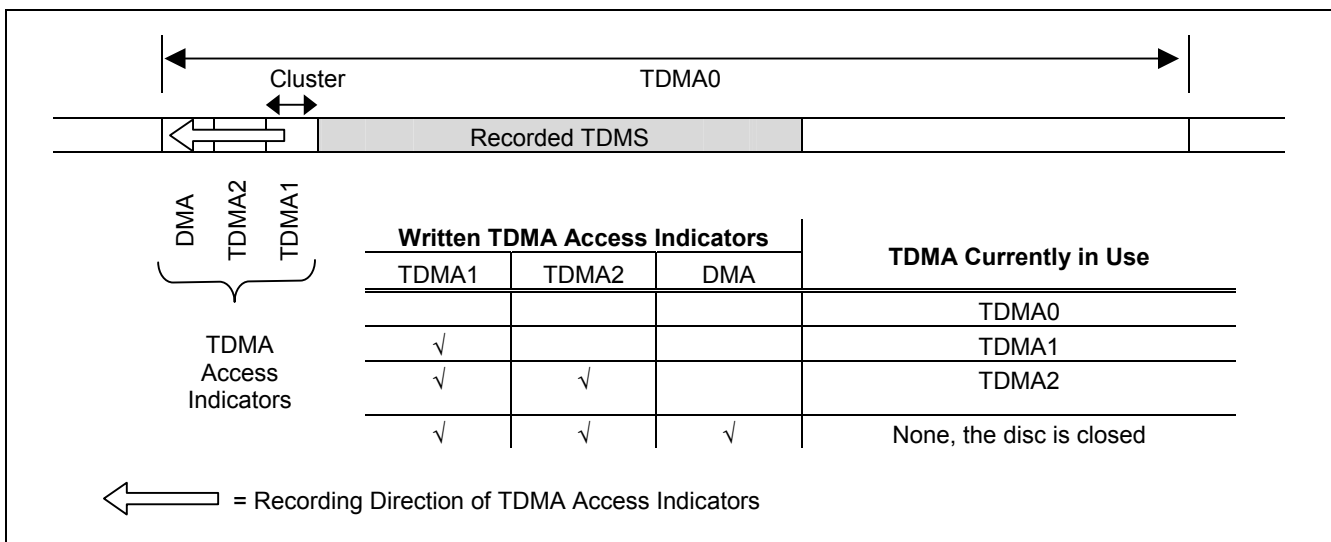 Cluster
TDMA0
Recorded TDMS
DMA
TDMA2
TDMA1
TDMA
Access
Indicators
Written TDMA Access Indicators
TDMA Currently in Use
TDMA1 TDMA2 DMA
TDMA0
√ TDMA1
√ √ TDMA2
√ √ √ None, the disc is closed
= Recording Direction of TDMA Access Indicators